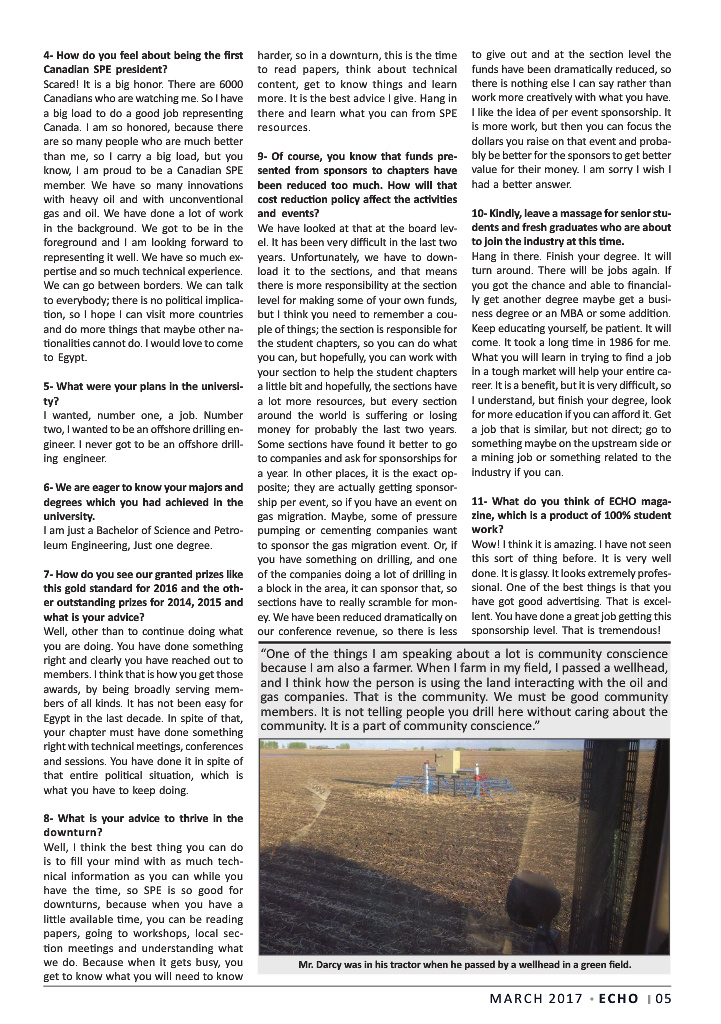 4- How do you feel about being the first
Canadian SPE president?
Scared! It is a big honor. There are 6000
Canadians who are watching me. So I have
a big load to do a good job representing
Canada. I am so honored, because there
are so many people who are much better
than me, so I carry a big load, but you
know, I am proud to be a Canadian SPE
member. We have so many innovations
with heavy oil and with unconventional
gas and oil. We have done a lot of work
in the background. We got to be in the
foreground and I am looking forward to
representing it well. We have so much ex-
pertise and so much technical experience.
We can go between borders. We can talk
to everybody; there is no political implica-
tion, so I hope I can visit more countries
and do more things that maybe other na-
tionalities cannot do. I would love to come
to Egypt.
5- What were your plans in the universi-
ty?
I wanted, number one, a job. Number
two, I wanted to be an offshore drilling en-
gineer. I never got to be an offshore drill-
ing engineer.
6- We are eager to know your majors and
degrees which you had achieved in the
university.
I am just a Bachelor of Science and Petro-
leum Engineering, Just one degree.
7- How do you see our granted prizes like
this gold standard for 2016 and the oth-
er outstanding prizes for 2014, 2015 and
what is your advice?
Well, other than to continue doing what
you are doing. You have done something
right and clearly you have reached out to
members. I think that is how you get those
awards, by being broadly serving mem-
bers of all kinds. It has not been easy for
Egypt in the last decade. In spite of that,
your chapter must have done something
right with technical meetings, conferences
and sessions. You have done it in spite of
that entire political situation, which is
what you have to keep doing.
8- What is your advice to thrive in the
downturn?
Well, I think the best thing you can do
is to fill your mind with as much tech-
nical information as you can while you
have the time, so SPE is so good for
downturns, because when you have a
little available time, you can be reading
papers, going to workshops, local sec-
tion meetings and understanding what
we do. Because when it gets busy, you
get to know what you will need to know
harder, so in a downturn, this is the time
to read papers, think about technical
content, get to know things and learn
more. It is the best advice I give. Hang in
there and learn what you can from SPE
resources.
9- Of course, you know that funds pre-
sented from sponsors to chapters have
been reduced too much. How will that
cost reduction policy affect the activities
and events?
We have looked at that at the board lev-
el. It has been very difficult in the last two
years. Unfortunately, we have to down-
load it to the sections, and that means
there is more responsibility at the section
level for making some of your own funds,
but I think you need to remember a cou-
ple of things; the section is responsible for
the student chapters, so you can do what
you can, but hopefully, you can work with
your section to help the student chapters
a little bit and hopefully, the sections have
a lot more resources, but every section
around the world is suffering or losing
money for probably the last two years.
Some sections have found it better to go
to companies and ask for sponsorships for
a year. In other places, it is the exact op-
posite; they are actually getting sponsor-
ship per event, so if you have an event on
gas migration. Maybe, some of pressure
pumping or cementing companies want
to sponsor the gas migration event. Or, if
you have something on drilling, and one
of the companies doing a lot of drilling in
a block in the area, it can sponsor that, so
sections have to really scramble for mon-
ey. We have been reduced dramatically on
our conference revenue, so there is less
to give out and at the section level the
funds have been dramatically reduced, so
there is nothing else I can say rather than
work more creatively with what you have.
I like the idea of per event sponsorship. It
is more work, but then you can focus the
dollars you raise on that event and proba-
bly be better for the sponsors to get better
value for their money. I am sorry I wish I
had a better answer.
10- Kindly, leave a massage for senior stu-
dents and fresh graduates who are about
to join the industry at this time.
Hang in there. Finish your degree. It will
turn around. There will be jobs again. If
you got the chance and able to financial-
ly get another degree maybe get a busi-
ness degree or an MBA or some addition.
Keep educating yourself, be patient. It will
come. It took a long time in 1986 for me.
What you will learn in trying to find a job
in a tough market will help your entire ca-
reer. It is a benefit, but it is very difficult, so
I understand, but finish your degree, look
for more education if you can afford it. Get
a job that is similar, but not direct; go to
something maybe on the upstream side or
a mining job or something related to the
industry if you can.
11- What do you think of ECHO maga-
zine, which is a product of 100% student
work?
Wow! I think it is amazing. I have not seen
this sort of thing before. It is very well
done. It is glassy. It looks extremely profes-
sional. One of the best things is that you
have got good advertising. That is excel-
lent. You have done a great job getting this
sponsorship level. That is tremendous!
“One of the things I am speaking about a lot is community conscience
because I am also a farmer. When I farm in my field, I passed a wellhead,
and I think how the person is using the land interacting with the oil and
gas companies. That is the community. We must be good community
members. It is not telling people you drill here without caring about the
community. It is a part of community conscience.”
Mr. Darcy was in his tractor when he passed by a wellhead in a green field.
MARCH 2017 • ECHO | 05